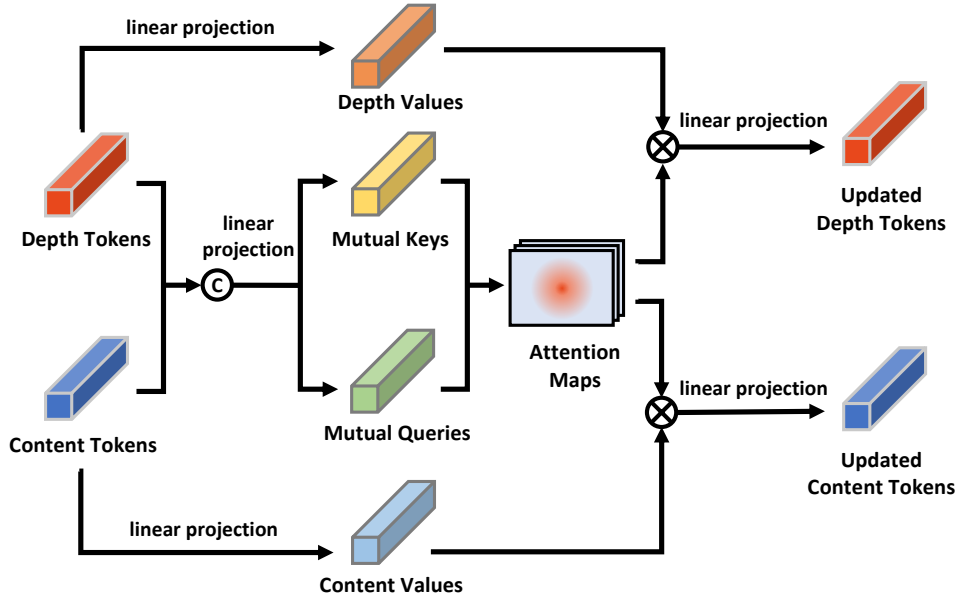 linear projection
Depth Values
linear projection
Updated
Depth Tokens
Depth Tokens
linear
projection
Mutual Keys
C
Attention
Maps
Mutual Queries
linear projection
Content Tokens
Updated
Content Tokens
linear projection
Content Values